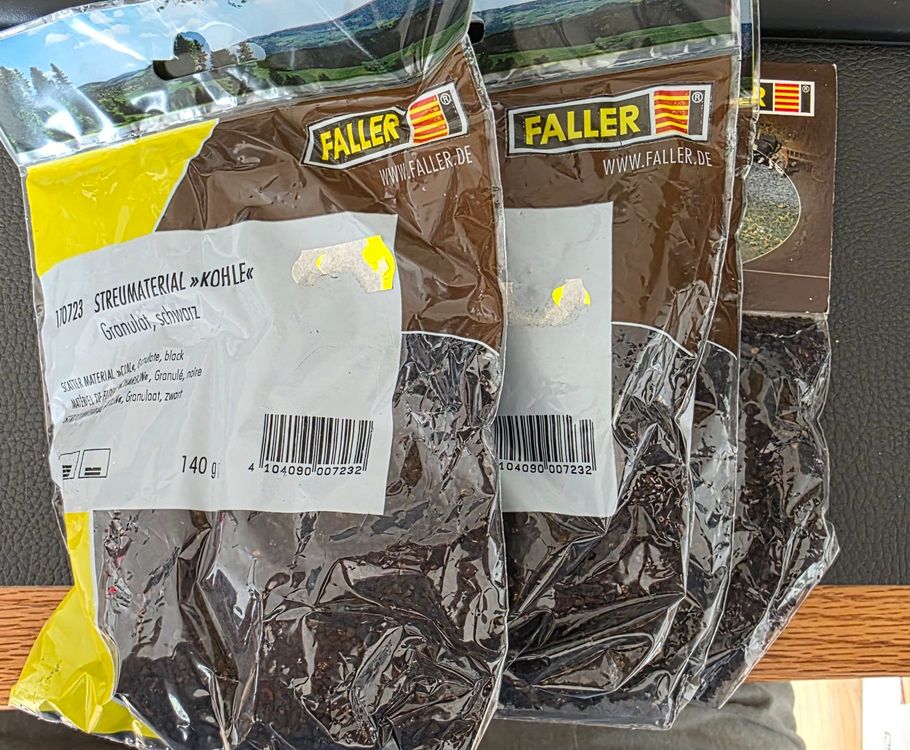 FALLER®
WWW.FALLER.DE
170723 STREUMATERIAL »KOHLE«
Granulat, schwarz
SCATTER MATERIAL »COAL«, Granulate, black
Granulé, noire
Granulaat, zwart
140 g
4 104090 007232
FALLER®
WWW.FALLER.DE
104090 007232
R®